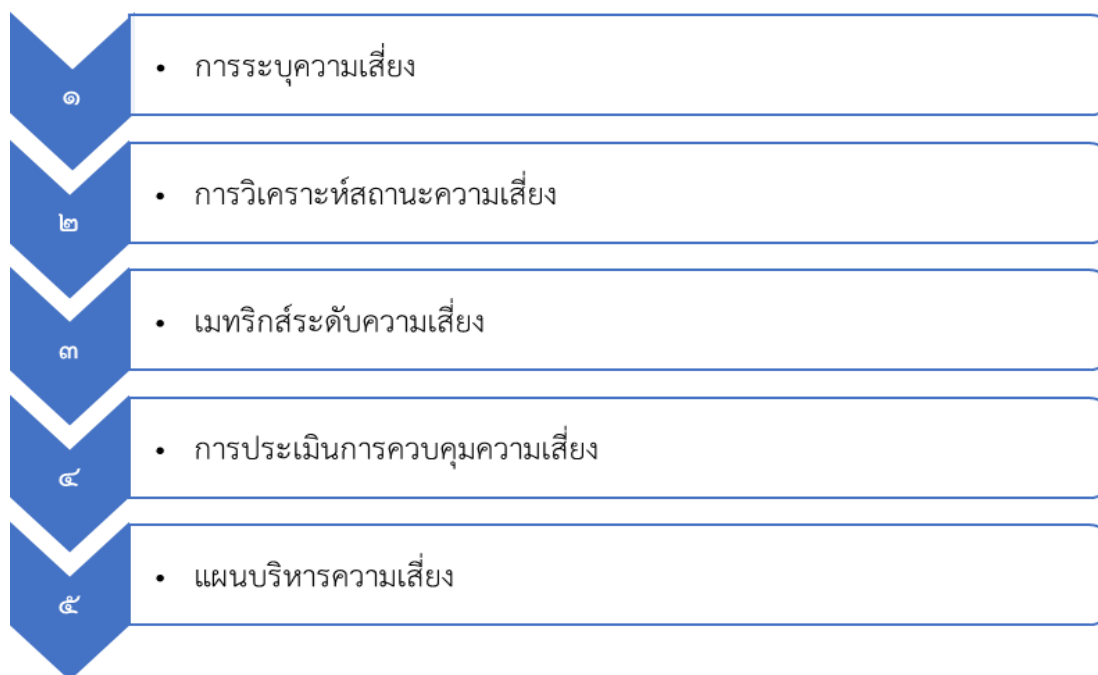 ๑
• การระบุความเสี่ยง
๒
• การวิเคราะห์สถานะความเสี่ยง
๓
• เมทริกส์ระดับความเสี่ยง
๔
• การประเมินการควบคุมความเสี่ยง
๕
• แผนบริหารความเสี่ยง